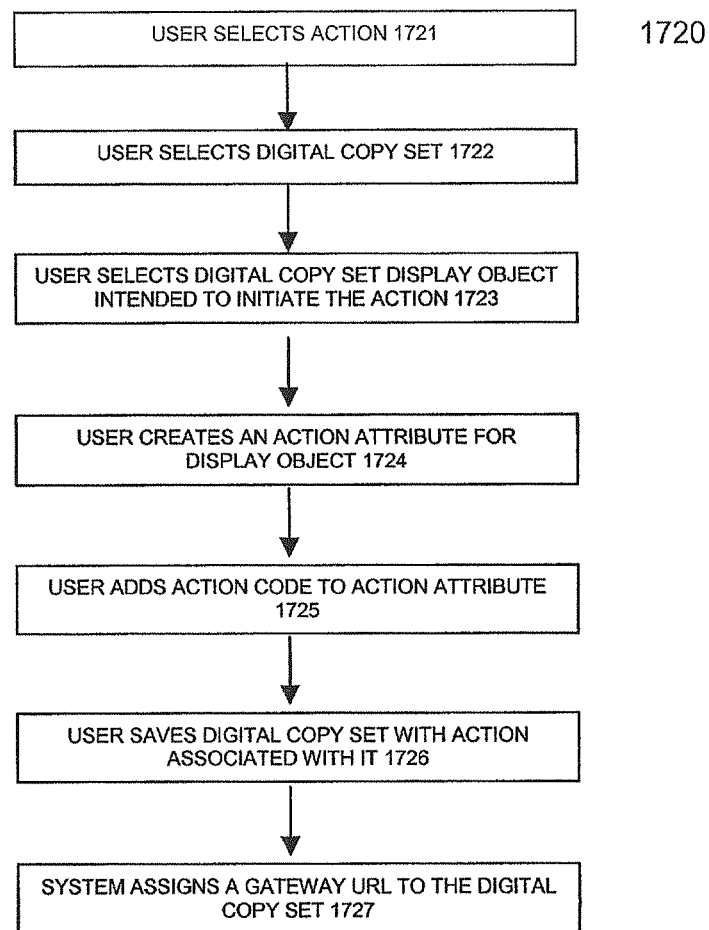 USER SELECTS ACTION 1721
1720
USER SELECTS DIGITAL COPY SET 1722
USER SELECTS DIGITAL COPY SET DISPLAY OBJECT
INTENDED TO INITIATE THE ACTION 1723
USER CREATES AN ACTION ATTRIBUTE FOR
DISPLAY OBJECT 1724
USER ADDS ACTION CODE TO ACTION ATTRIBUTE
1725
USER SAVES DIGITAL COPY SET WITH ACTION
ASSOCIATED WITH IT 1726
SYSTEM ASSIGNS A GATEWAY URL TO THE DIGITAL
COPY SET 1727